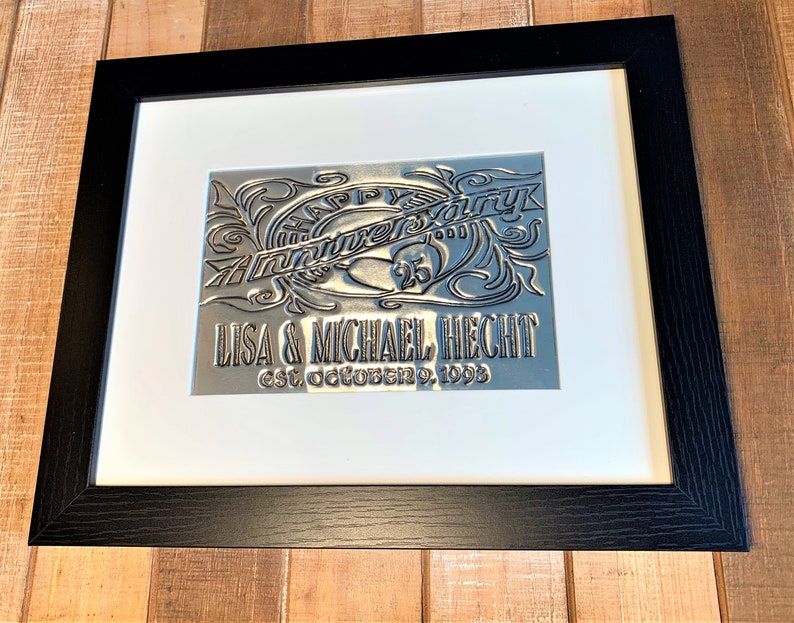 HAPPY
Anniversary
25
LISA & MICHAEL HECHT
est. OCTOBER 9, 1993